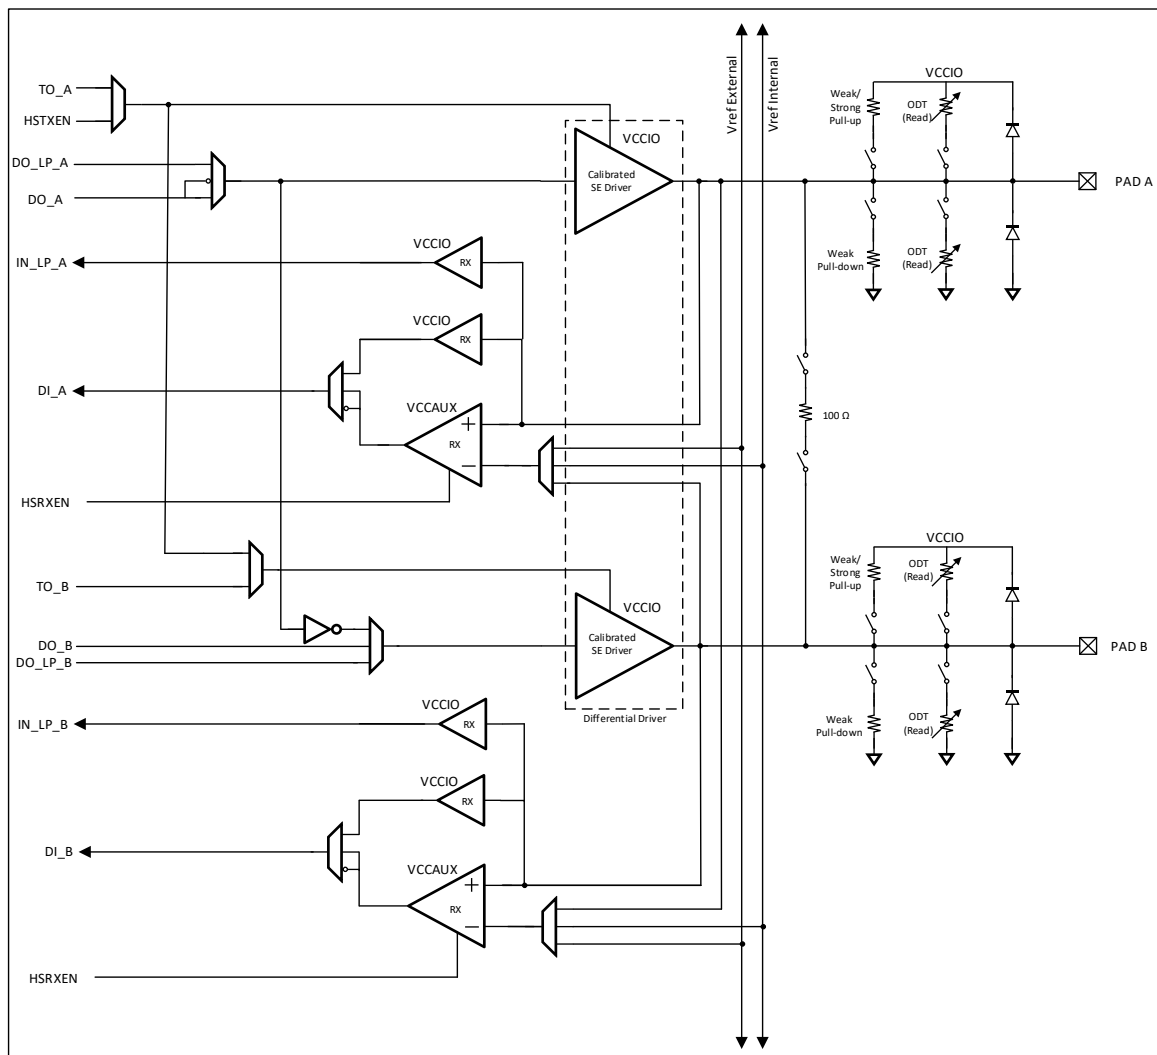 TO_A
HSTXEN
DO_LP_A
DO_A
VCCIO
Calibrated
SE Driver
Vref External
Vref Internal
VCCIO
Weak/
Strong
Pull-up
ODT
(Read)
PAD A
Weak
Pull-down
ODT
(Read)
IN_LP_A
VCCIO
RX
VCCIO
RX
DI_A
VCCAUX
+
RX
−
100 Ω
HSRXEN
TO_B
VCCIO
Calibrated
SE Driver
VCCIO
Weak/
Strong
Pull-up
ODT
(Read)
DO_B
DO_LP_B
PAD B
Weak
Pull-down
ODT
(Read)
Differential Driver
IN_LP_B
VCCIO
RX
VCCIO
RX
DI_B
VCCAUX
+
RX
−
HSRXEN